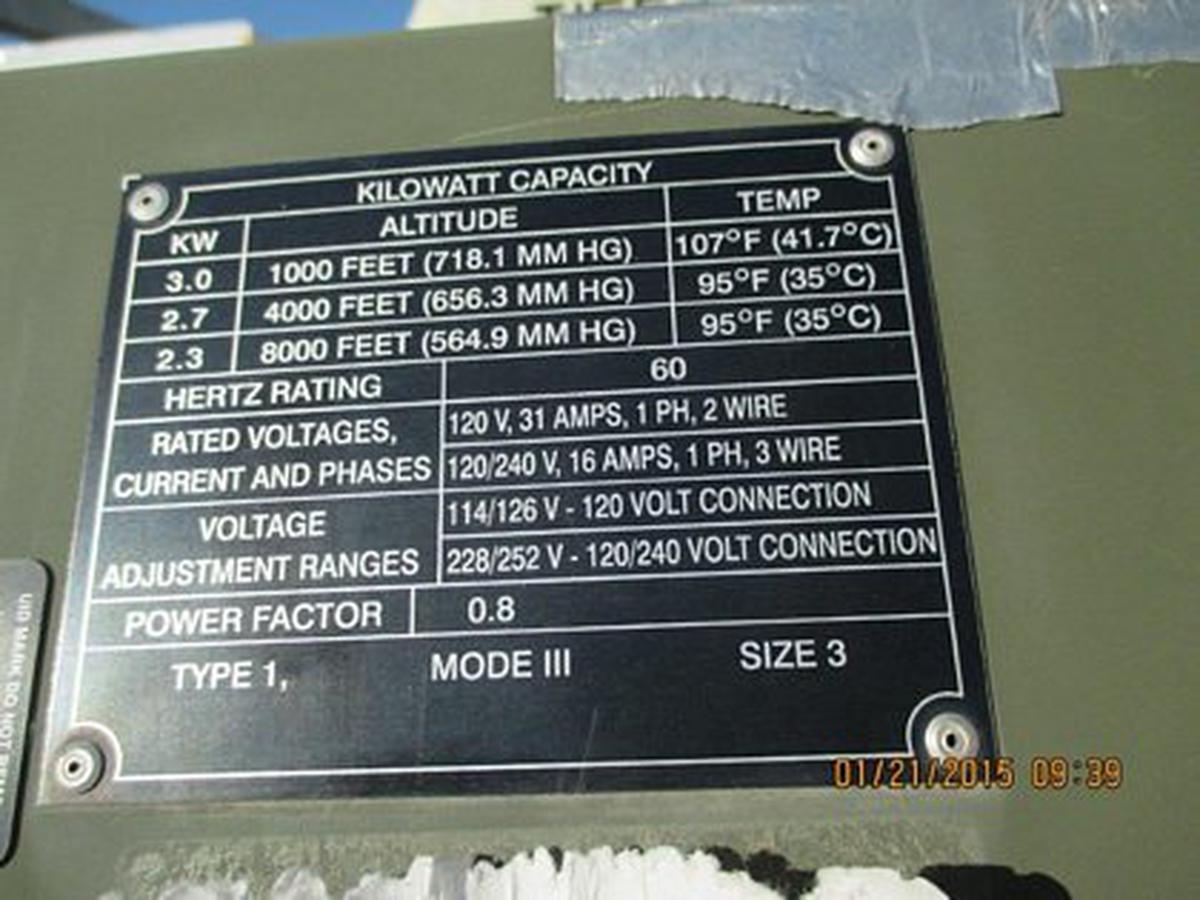 KILOWATT CAPACITY
KW ALTITUDE TEMP
3.0 1000 FEET (718.1 MM HG) 107°F (41.7°C)
2.7 4000 FEET (656.3 MM HG) 95°F (35°C)
2.3 8000 FEET (564.9 MM HG) 95°F (35°C)
HERTZ RATING 60
RATED VOLTAGES, 120 V, 31 AMPS, 1 PH, 2 WIRE
CURRENT AND PHASES 120/240 V, 16 AMPS, 1 PH, 3 WIRE
VOLTAGE 114/126 V - 120 VOLT CONNECTION
ADJUSTMENT RANGES 228/252 V - 120/240 VOLT CONNECTION
POWER FACTOR 0.8
TYPE 1, MODE III SIZE 3
UID MARK DO NOT
01/21/2015 09:39